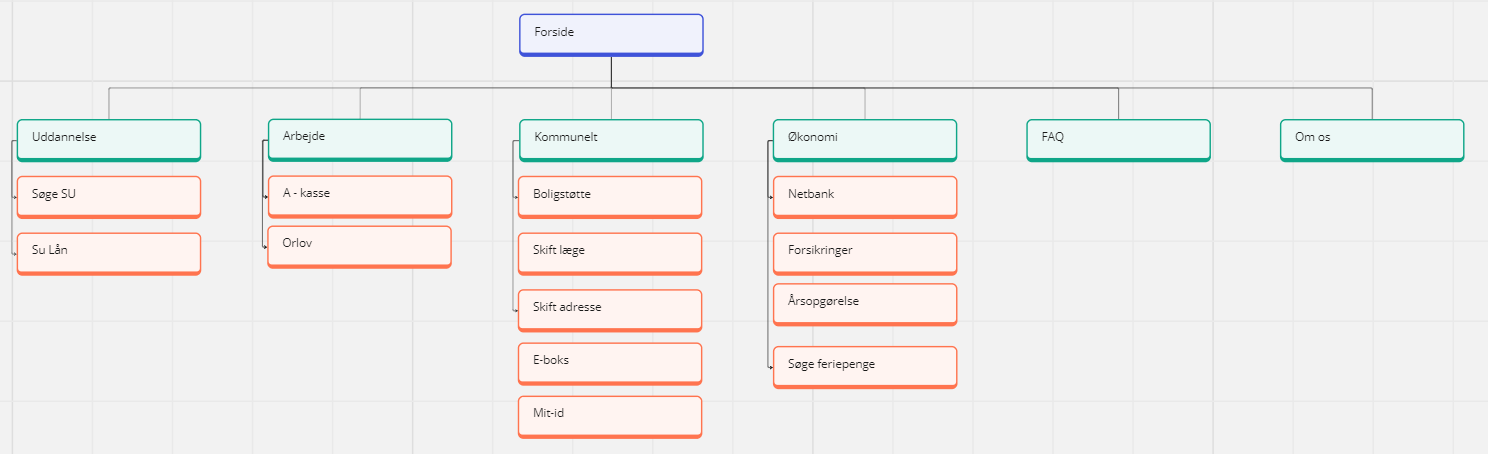 Forside
Uddannelse
Søge SU
Su Lån
Arbejde
A - kasse
Orlov
Kommunelt
Boligstøtte
Skift læge
Skift adresse
E-boks
Mit-id
Økonomi
Netbank
Forsikringer
Årsopgørelse
Søge feriepenge
FAQ
Om os